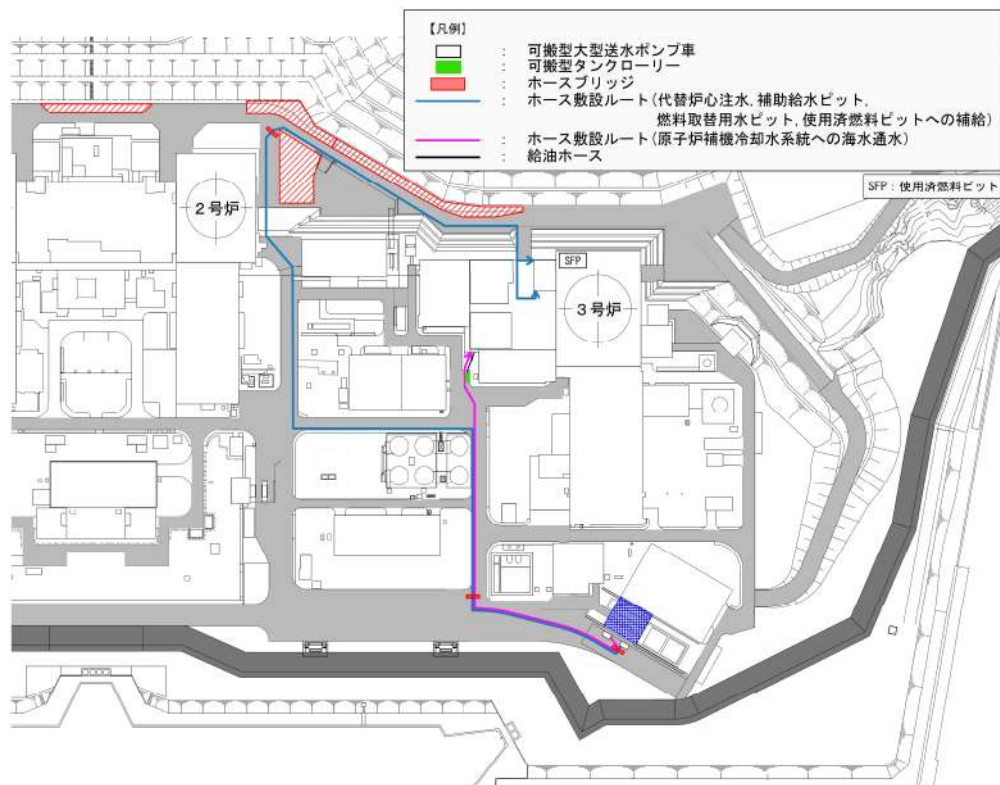 【凡例】
： 可搬型大型送水ポンプ車
： 可搬型タンクローリー
： ホースブリッジ
： ホース敷設ルート(代替炉心注水, 補助給水ピット,
燃料取替用水ピット, 使用済燃料ピットへの補給)
： ホース敷設ルート(原子炉補機冷却水系統への海水通水)
： 給油ホース
SFP：使用済燃料ピット
2号炉
SFP
3号炉